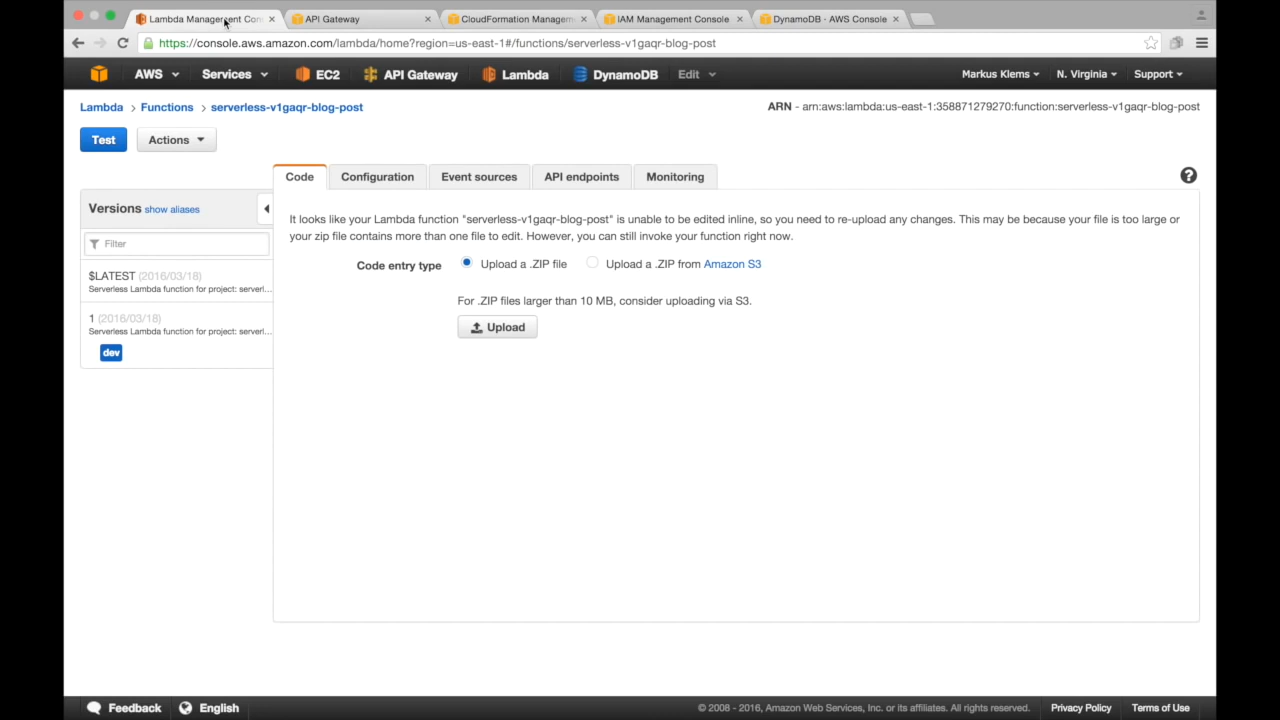 Lambda Management Con
API Gateway
CloudFormation Managem
IAM Management Console
DynamoDB · AWS Console
https://console.aws.amazon.com/lambda/home?region=us-east-1#/functions/serverless-v1gaqr-blog-post
AWS Services EC2 API Gateway Lambda DynamoDB Edit Markus Klems N. Virginia Support
Lambda > Functions > serverless-v1gaqr-blog-post
ARN - arn:aws:lambda:us-east-1:358871279270:function:serverless-v1gaqr-blog-post
Test Actions
Code Configuration Event sources API endpoints Monitoring
Versions show aliases
Filter
$LATEST (2016/03/18)
Serverless Lambda function for project: serverl...
1 (2016/03/18)
Serverless Lambda function for project: serverl...
dev
It looks like your Lambda function "serverless-v1gaqr-blog-post" is unable to be edited inline, so you need to re-upload any changes. This may be because your file is too large or
your zip file contains more than one file to edit. However, you can still invoke your function right now.
Code entry type Upload a .ZIP file Upload a .ZIP from Amazon S3
For .ZIP files larger than 10 MB, consider uploading via S3.
Upload
Feedback English © 2008 - 2016, Amazon Web Services, Inc. or its affiliates. All rights reserved. Privacy Policy Terms of Use